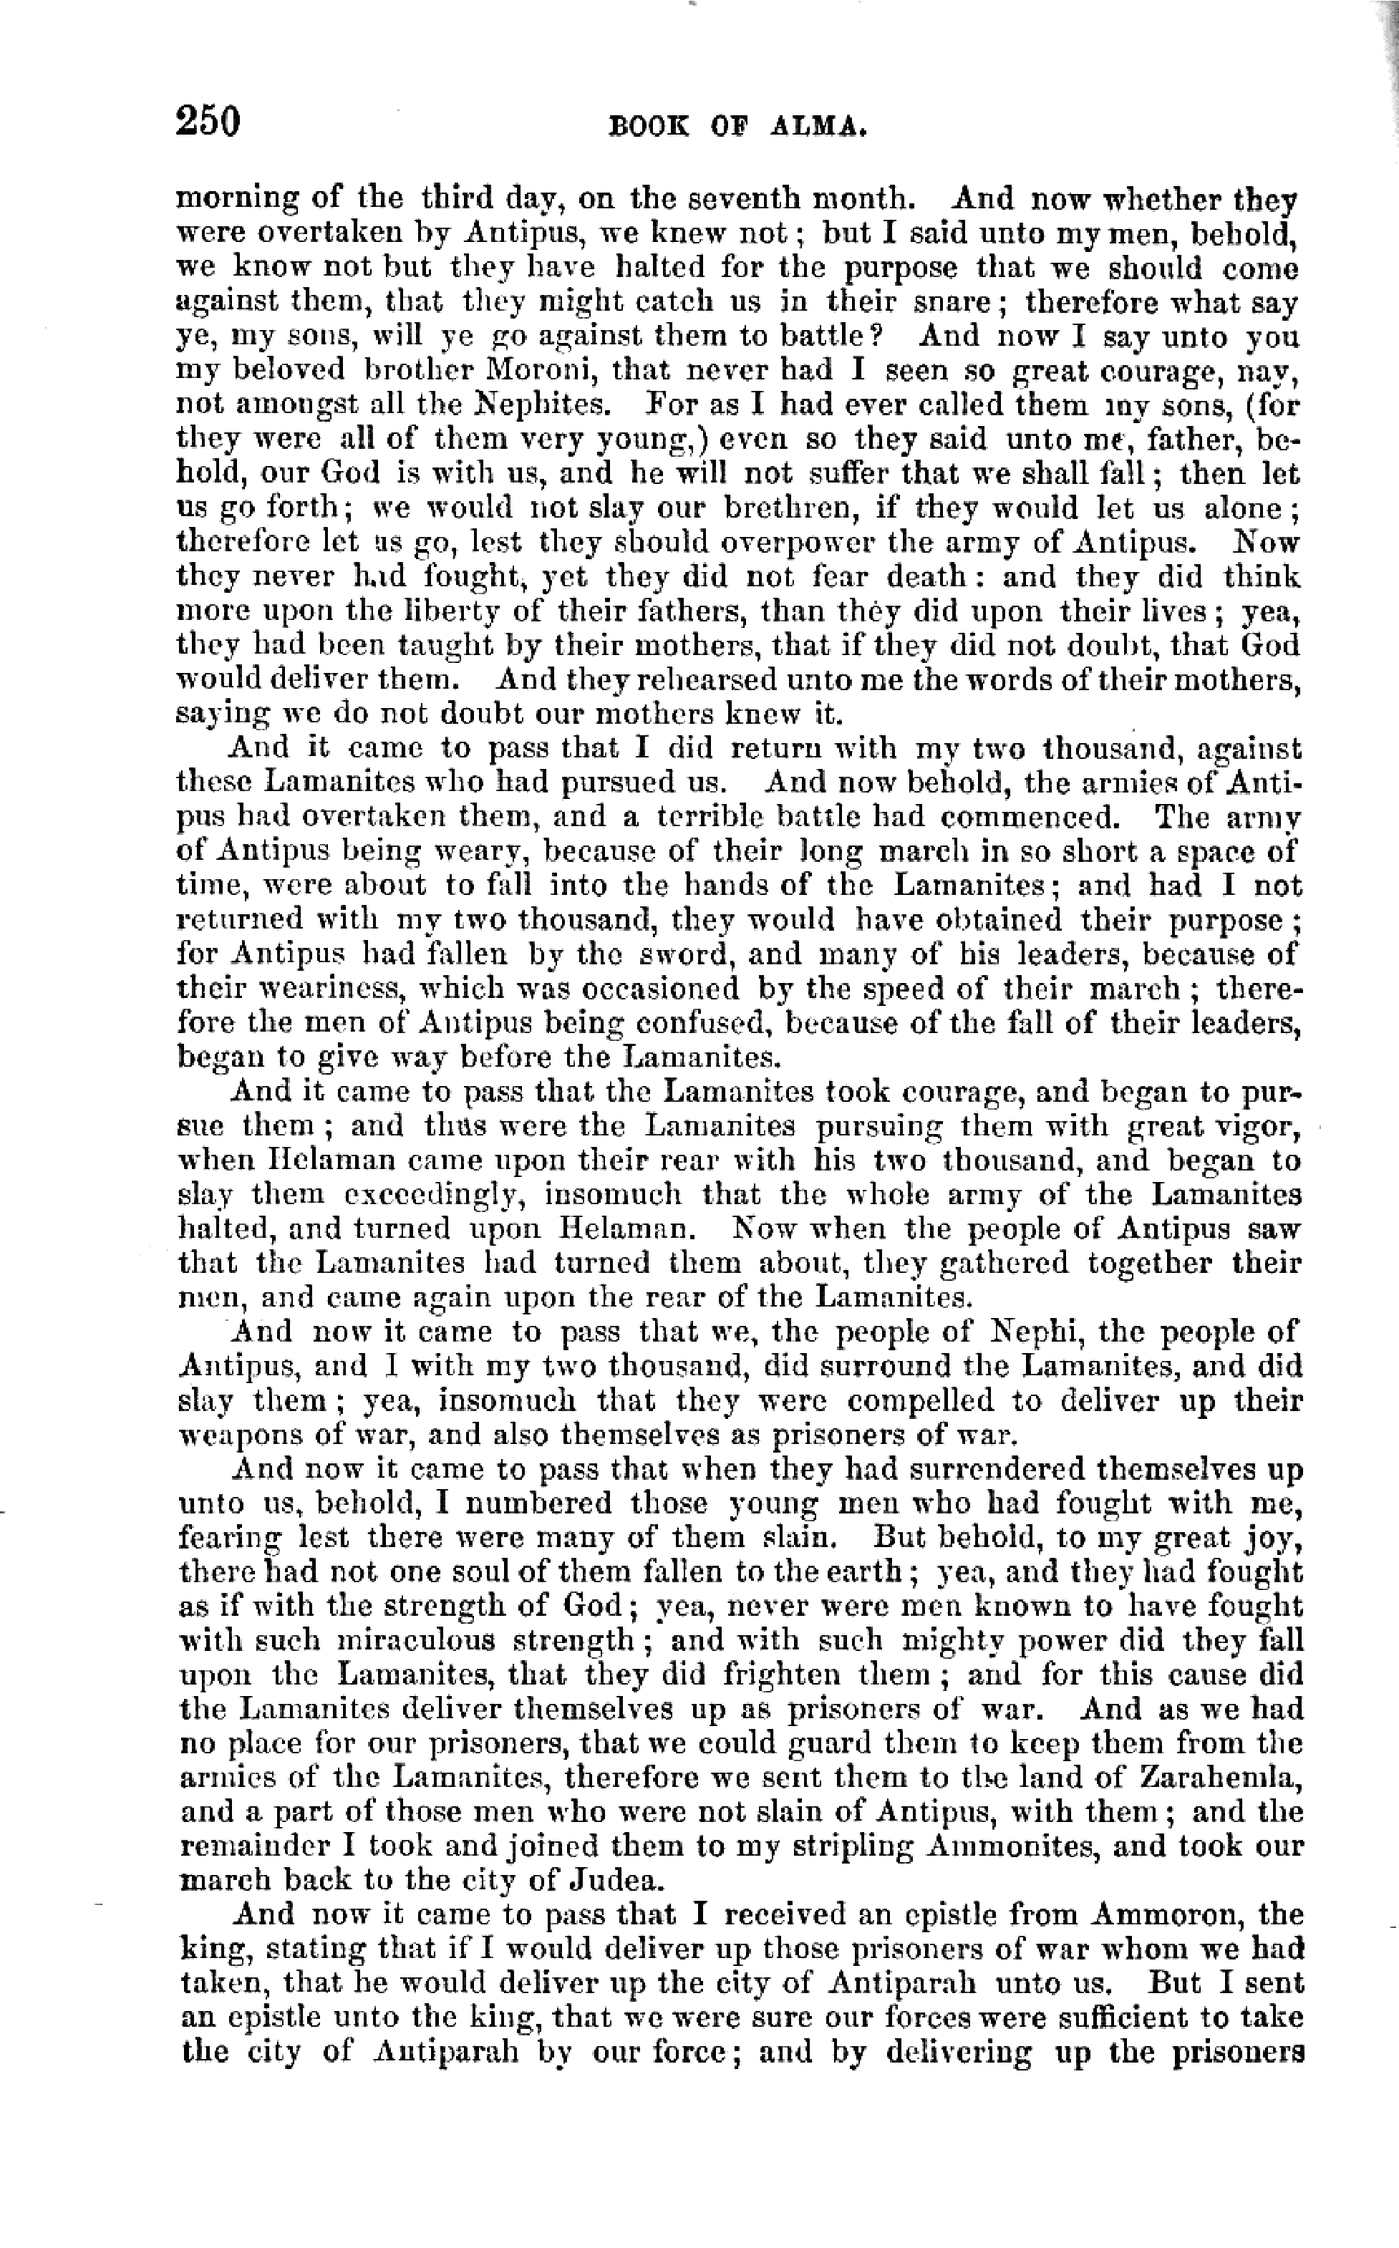 250 BOOK OF ALMA.
morning of the third day, on the seventh month. And now whether they
were overtaken by Antipus, we knew not; but I said unto my men, behold,
we know not but they have halted for the purpose that we should come
against them, that they might catch us in their snare; therefore what say
ye, my sons, will ye go against them to battle? And now I say unto you
my beloved brother Moroni, that never had I seen so great courage, nay,
not amongst all the Nephites. For as I had ever called them my sons, (for
they were all of them very young,) even so they said unto me, father, be-
hold, our God is with us, and he will not suffer that we shall fall; then let
us go forth; we would not slay our brethren, if they would let us alone;
therefore let us go, lest they should overpower the army of Antipus. Now
they never had fought, yet they did not fear death: and they did think
more upon the liberty of their fathers, than they did upon their lives; yea,
they had been taught by their mothers, that if they did not doubt, that God
would deliver them. And they rehearsed unto me the words of their mothers,
saying we do not doubt our mothers knew it.
And it came to pass that I did return with my two thousand, against
these Lamanites who had pursued us. And now behold, the armies of Anti-
pus had overtaken them, and a terrible battle had commenced. The army
of Antipus being weary, because of their long march in so short a space of
time, were about to fall into the hands of the Lamanites; and had I not
returned with my two thousand, they would have obtained their purpose;
for Antipus had fallen by the sword, and many of his leaders, because of
their weariness, which was occasioned by the speed of their march; there-
fore the men of Antipus being confused, because of the fall of their leaders,
began to give way before the Lamanites.
And it came to pass that the Lamanites took courage, and began to pur-
sue them; and thus were the Lamanites pursuing them with great vigor,
when Helaman came upon their rear with his two thousand, and began to
slay them exceedingly, insomuch that the whole army of the Lamanites
halted, and turned upon Helaman. Now when the people of Antipus saw
that the Lamanites had turned them about, they gathered together their
men, and came again upon the rear of the Lamanites.
And now it came to pass that we, the people of Nephi, the people of
Antipus, and I with my two thousand, did surround the Lamanites, and did
slay them; yea, insomuch that they were compelled to deliver up their
weapons of war, and also themselves as prisoners of war.
And now it came to pass that when they had surrendered themselves up
unto us, behold, I numbered those young men who had fought with me,
fearing lest there were many of them slain. But behold, to my great joy,
there had not one soul of them fallen to the earth; yea, and they had fought
as if with the strength of God; yea, never were men known to have fought
with such miraculous strength; and with such mighty power did they fall
upon the Lamanites, that they did frighten them; and for this cause did
the Lamanites deliver themselves up as prisoners of war. And as we had
no place for our prisoners, that we could guard them to keep them from the
armies of the Lamanites, therefore we sent them to the land of Zarahemla,
and a part of those men who were not slain of Antipus, with them; and the
remainder I took and joined them to my stripling Ammonites, and took our
march back to the city of Judea.
And now it came to pass that I received an epistle from Ammoron, the
king, stating that if I would deliver up those prisoners of war whom we had
taken, that he would deliver up the city of Antiparah unto us. But I sent
an epistle unto the king, that we were sure our forces were sufficient to take
the city of Antiparah by our force; and by delivering up the prisoners